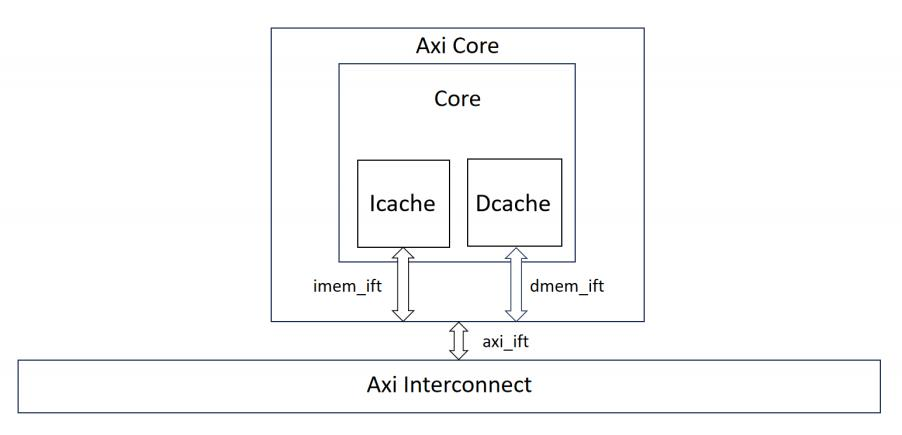 Axi Core
Core
Icache
Dcache
imem_ift
dmem_ift
axi_ift
Axi Interconnect